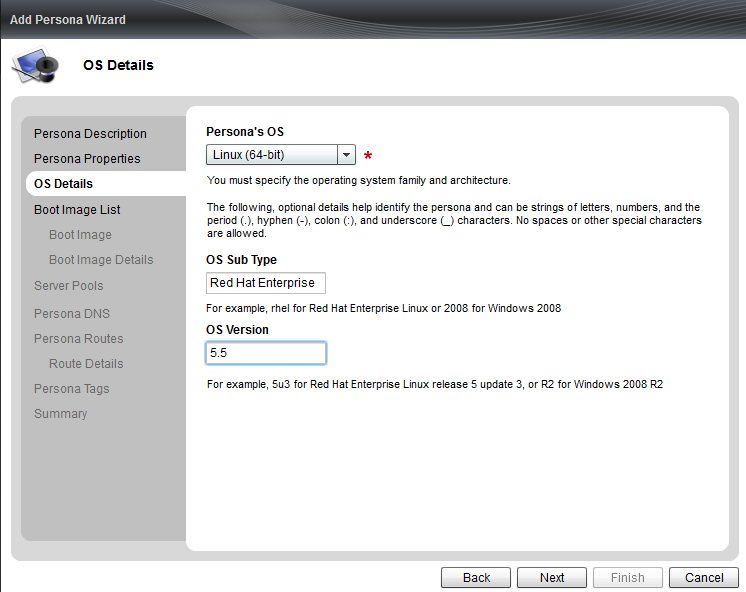 Add Persona Wizard
OS Details
Persona Description
Persona Properties
OS Details
Boot Image List
Boot Image
Boot Image Details
Server Pools
Persona DNS
Persona Routes
Route Details
Persona Tags
Summary
Persona's OS
Linux (64-bit) *
You must specify the operating system family and architecture.
The following, optional details help identify the persona and can be strings of letters, numbers, and the
period (.), hyphen (-), colon (:), and underscore (_) characters. No spaces or other special characters
are allowed.
OS Sub Type
Red Hat Enterprise
For example, rhel for Red Hat Enterprise Linux or 2008 for Windows 2008
OS Version
5.5
For example, 5u3 for Red Hat Enterprise Linux release 5 update 3, or R2 for Windows 2008 R2
Back Next Finish Cancel